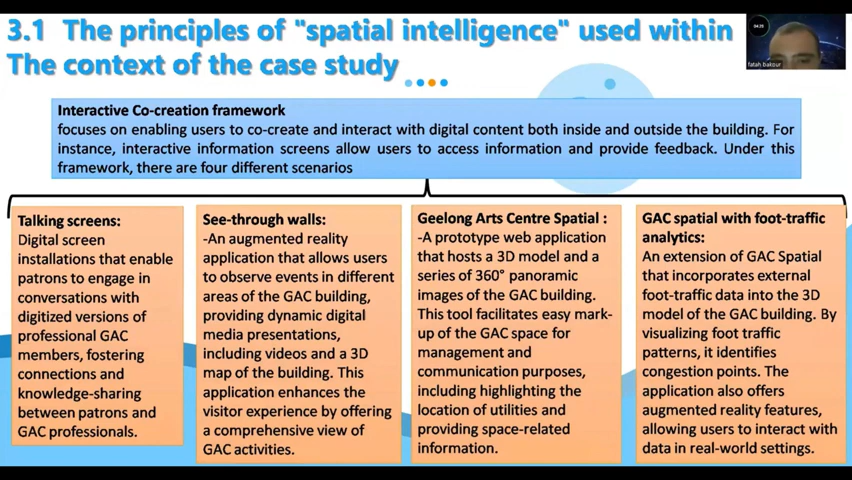 3.1 The principles of "spatial intelligence" used within
The context of the case study
04:25
fatah bakour
Interactive Co-creation framework
focuses on enabling users to co-create and interact with digital content both inside and outside the building. For
instance, interactive information screens allow users to access information and provide feedback. Under this
framework, there are four different scenarios
Talking screens:
Digital screen
installations that enable
patrons to engage in
conversations with
digitized versions of
professional GAC
members, fostering
connections and
knowledge-sharing
between patrons and
GAC professionals.
See-through walls:
-An augmented reality
application that allows users
to observe events in different
areas of the GAC building,
providing dynamic digital
media presentations,
including videos and a 3D
map of the building. This
application enhances the
visitor experience by offering
a comprehensive view of
GAC activities.
Geelong Arts Centre Spatial :
-A prototype web application
that hosts a 3D model and a
series of 360° panoramic
images of the GAC building.
This tool facilitates easy mark-
up of the GAC space for
management and
communication purposes,
including highlighting the
location of utilities and
providing space-related
information.
GAC spatial with foot-traffic
analytics:
An extension of GAC Spatial
that incorporates external
foot-traffic data into the 3D
model of the GAC building. By
visualizing foot traffic
patterns, it identifies
congestion points. The
application also offers
augmented reality features,
allowing users to interact with
data in real-world settings.